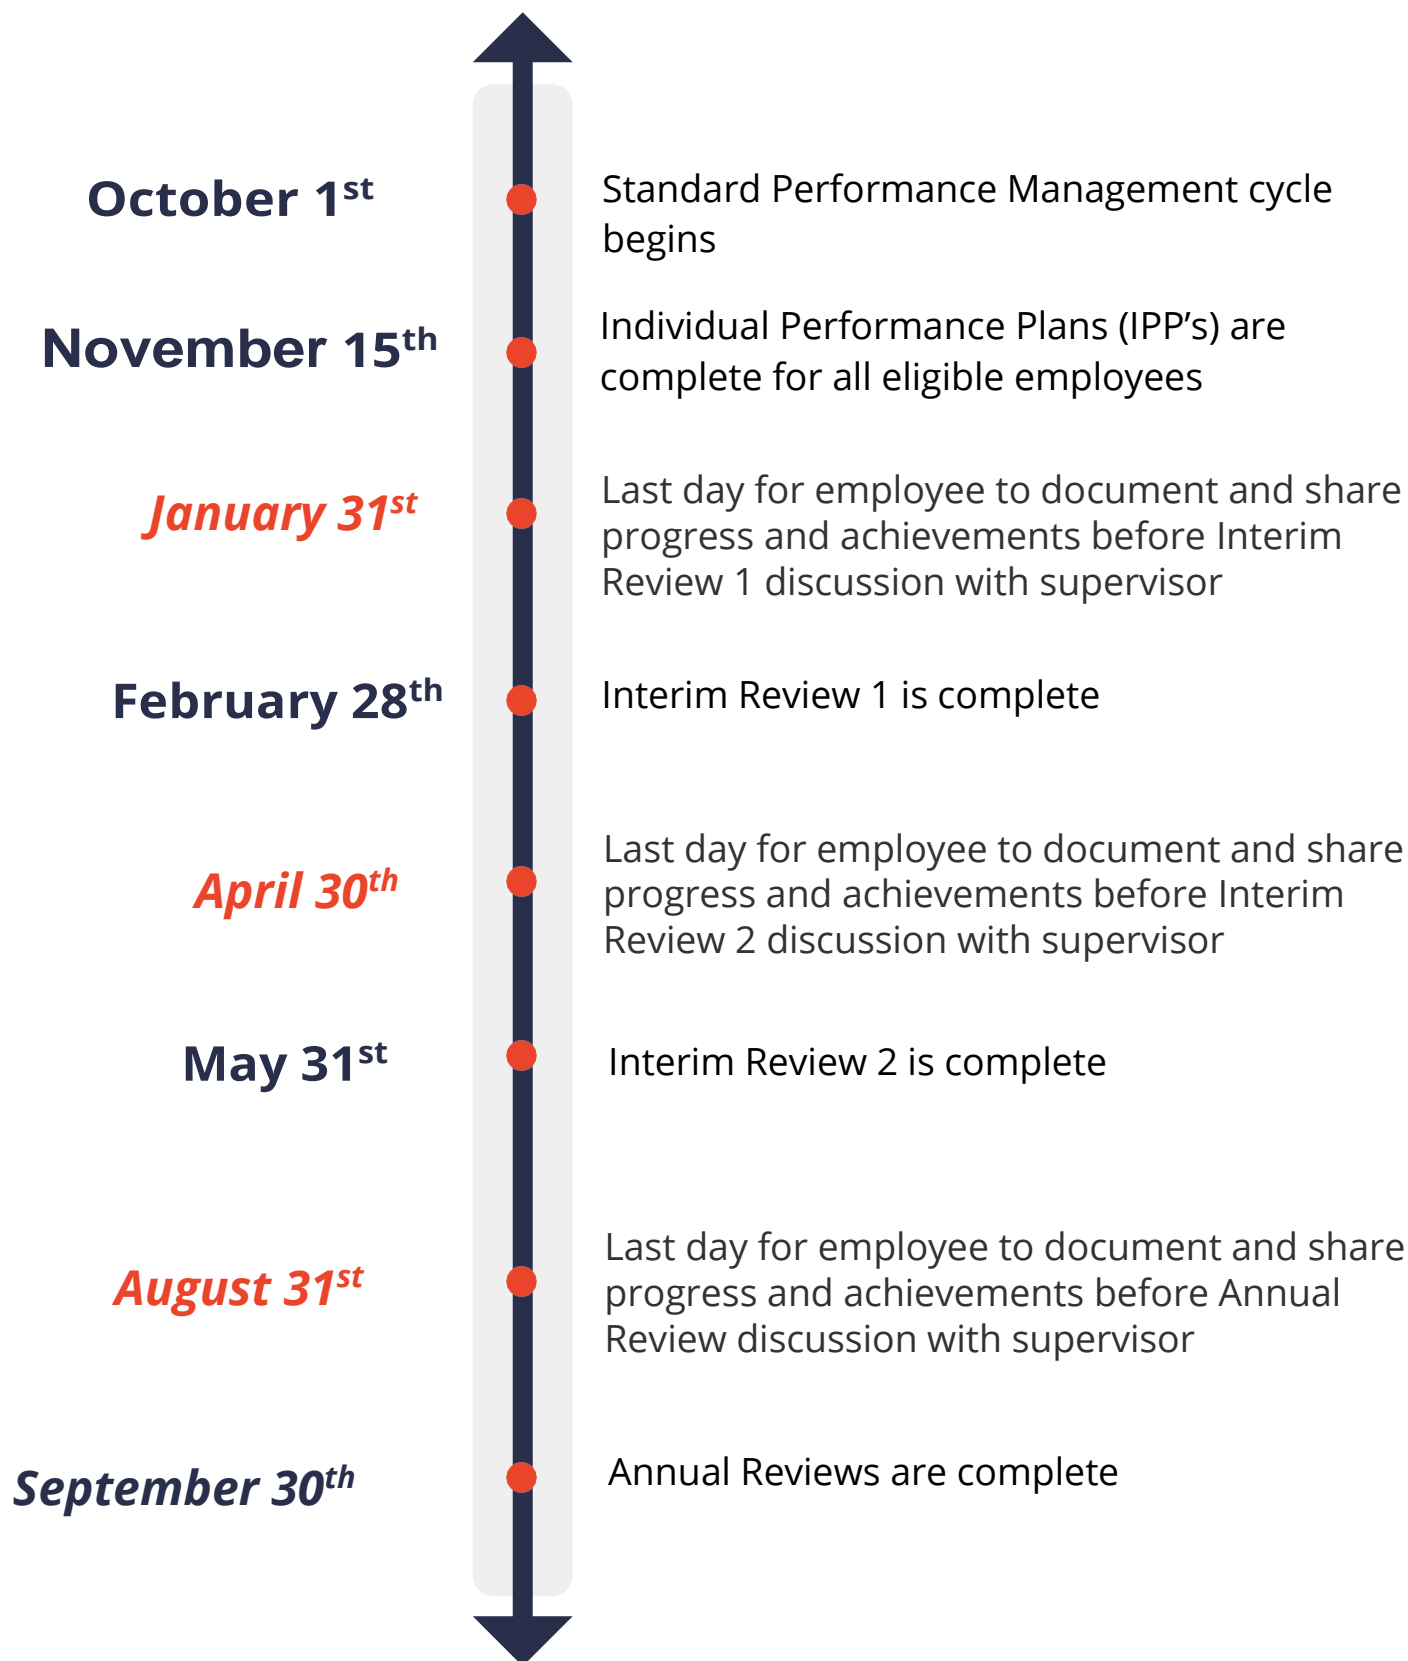 October 1st
Standard Performance Management cycle
begins
November 15th
Individual Performance Plans (IPP’s) are
complete for all eligible employees
January 31st
Last day for employee to document and share
progress and achievements before Interim
Review 1 discussion with supervisor
February 28th
Interim Review 1 is complete
April 30th
Last day for employee to document and share
progress and achievements before Interim
Review 2 discussion with supervisor
May 31st
Interim Review 2 is complete
August 31st
Last day for employee to document and share
progress and achievements before Annual
Review discussion with supervisor
September 30th
Annual Reviews are complete